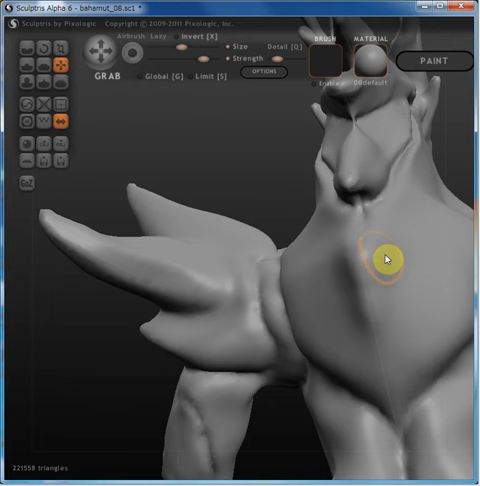 Sculptris Alpha 6 - bahamut_06.sc1 *
Sculptris by Pixologic Copyright © 2009-2011 Pixologic, Inc.
Airbrush Lazy Invert [X]
Size Detail [Q]
Strength
GRAB
Global [G] Limit [S]
OPTIONS
BRUSH
Enable
MATERIAL
00default
PAINT
221558 triangles